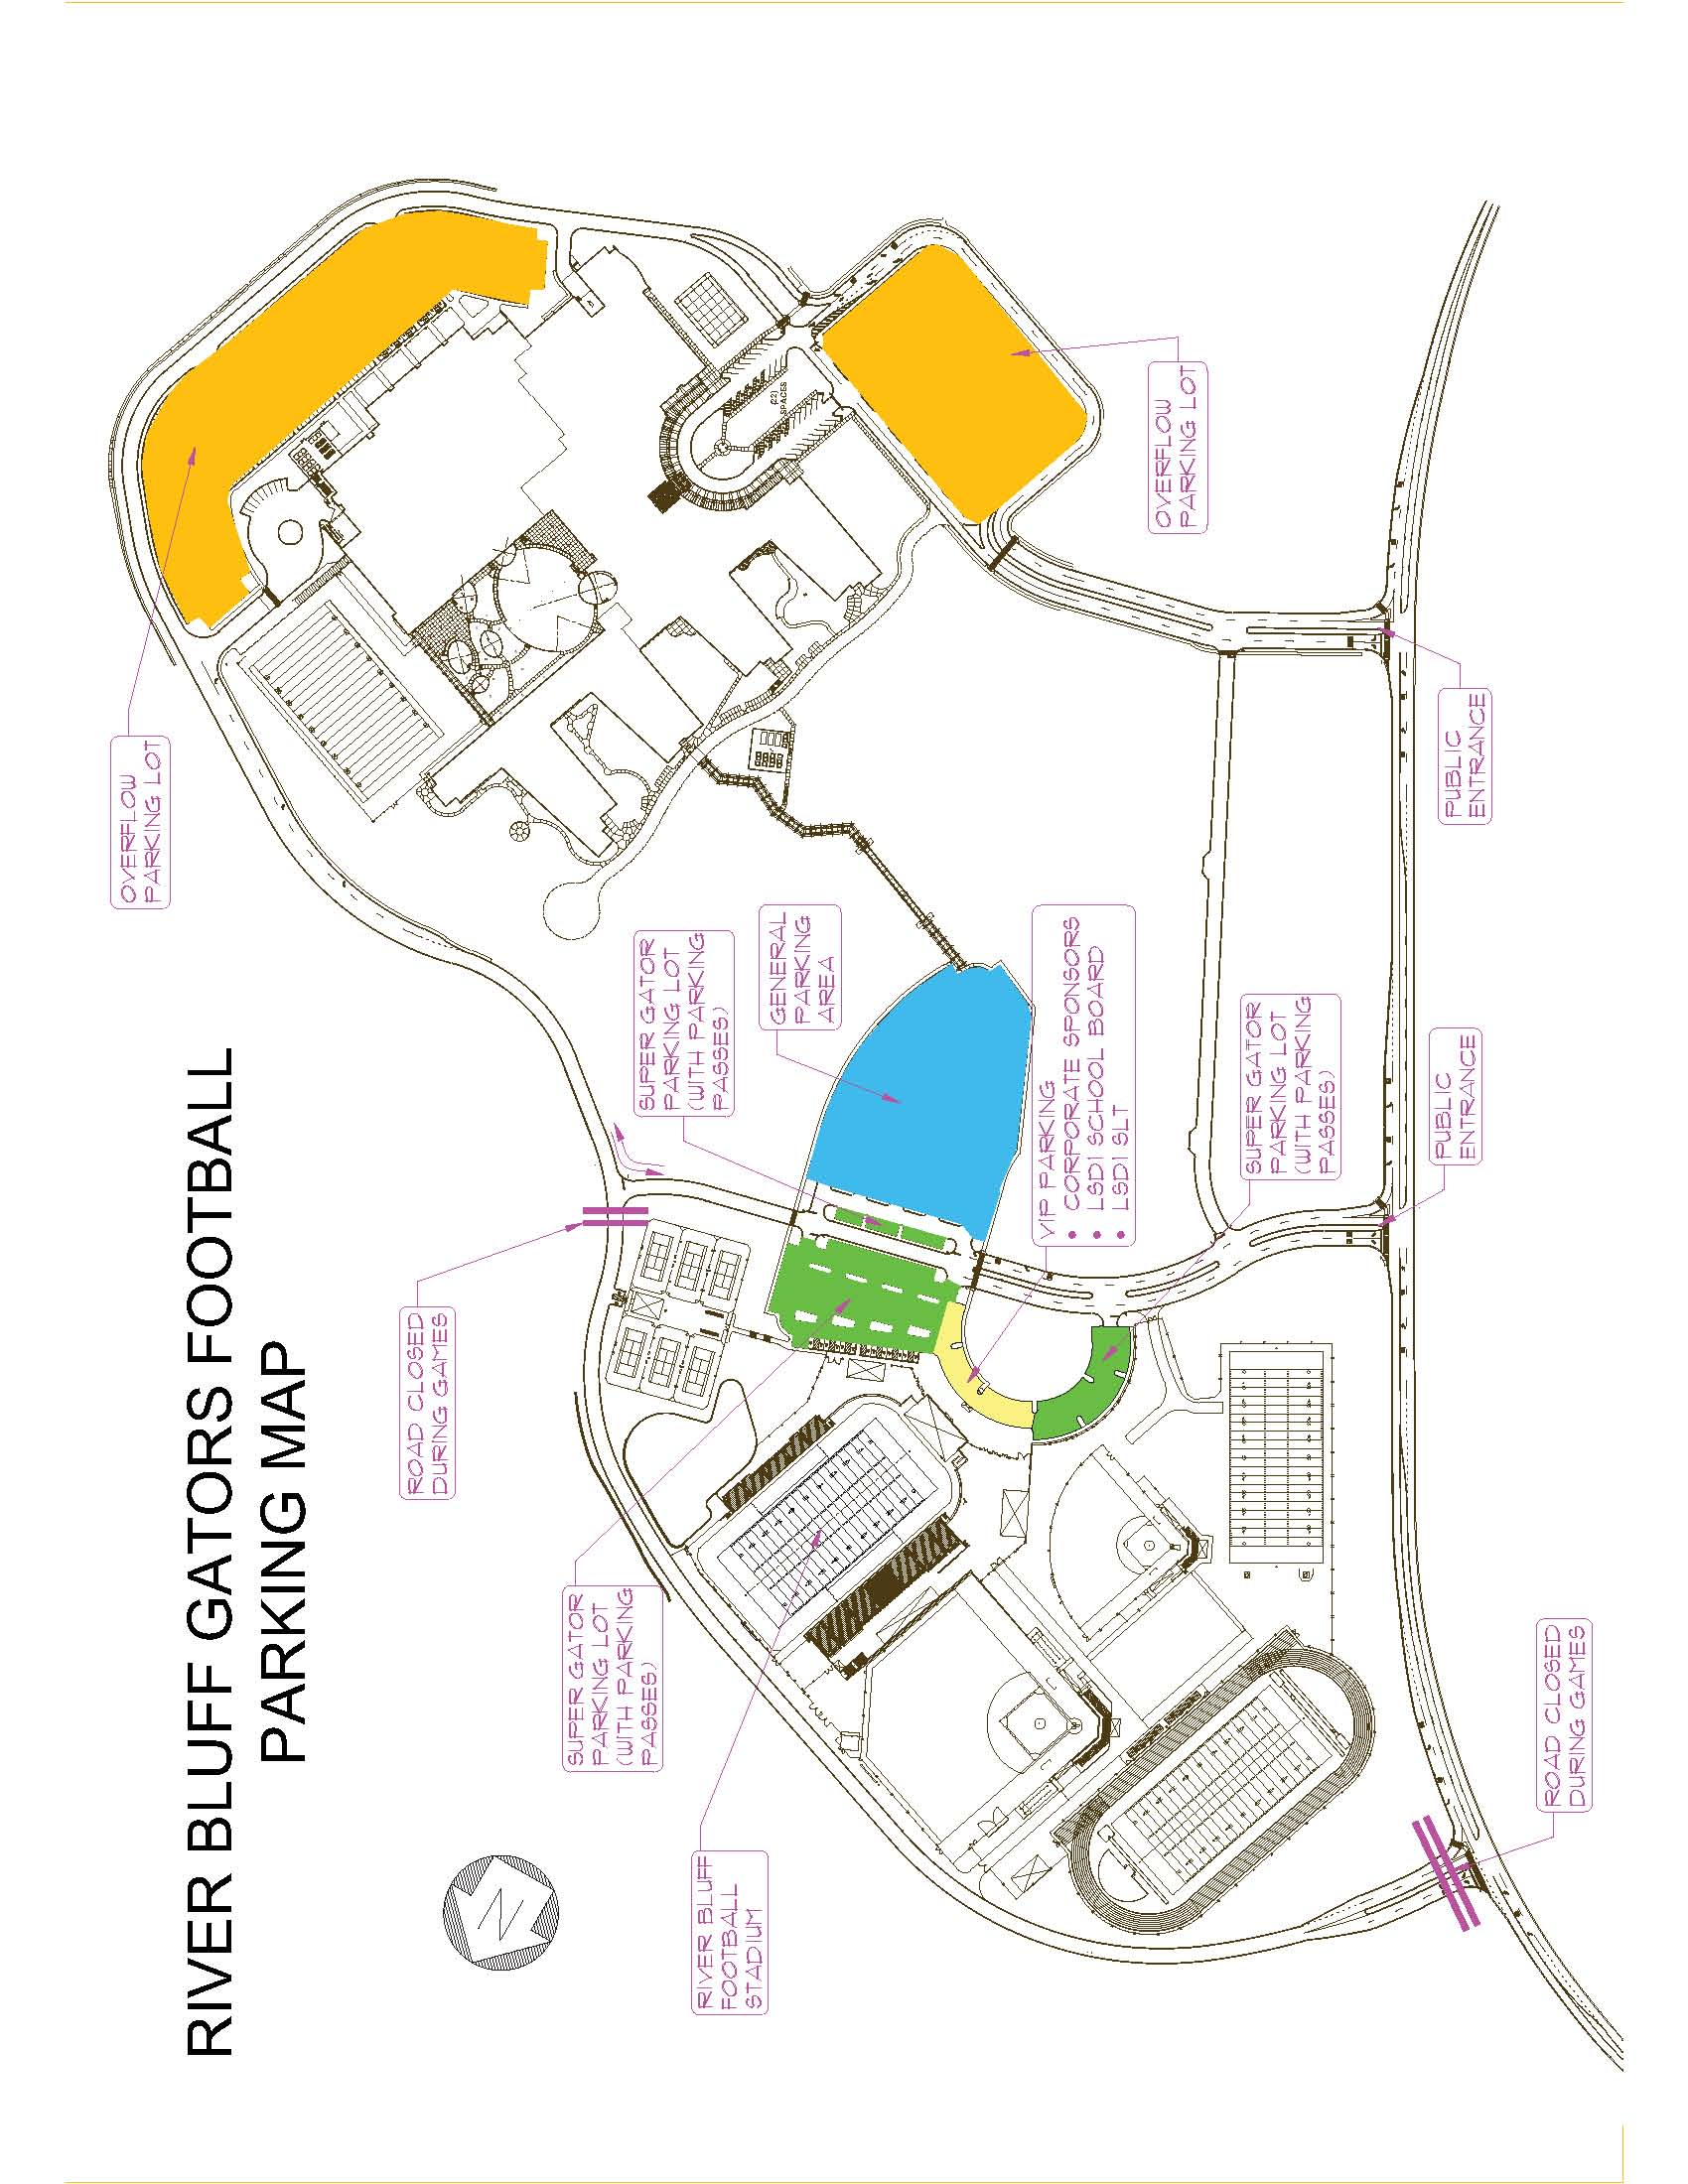 RIVER BLUFF GATORS FOOTBALL
PARKING MAP
OVERFLOW
PARKING LOT
ROAD CLOSED
DURING GAMES
SUPER GATOR
PARKING LOT
(WITH PARKING
PASSES)
RIVER BLUFF
FOOTBALL
STADIUM
N
SUPER GATOR
PARKING LOT
(WITH PARKING
PASSES)
GENERAL
PARKING
AREA
(22)
SPACES
VIP PARKING
• CORPORATE SPONSORS
• LSD1 SCHOOL BOARD
• LSD1 SLT
OVERFLOW
PARKING LOT
SUPER GATOR
PARKING LOT
(WITH PARKING
PASSES)
PUBLIC
ENTRANCE
PUBLIC
ENTRANCE
ROAD CLOSED
DURING GAMES